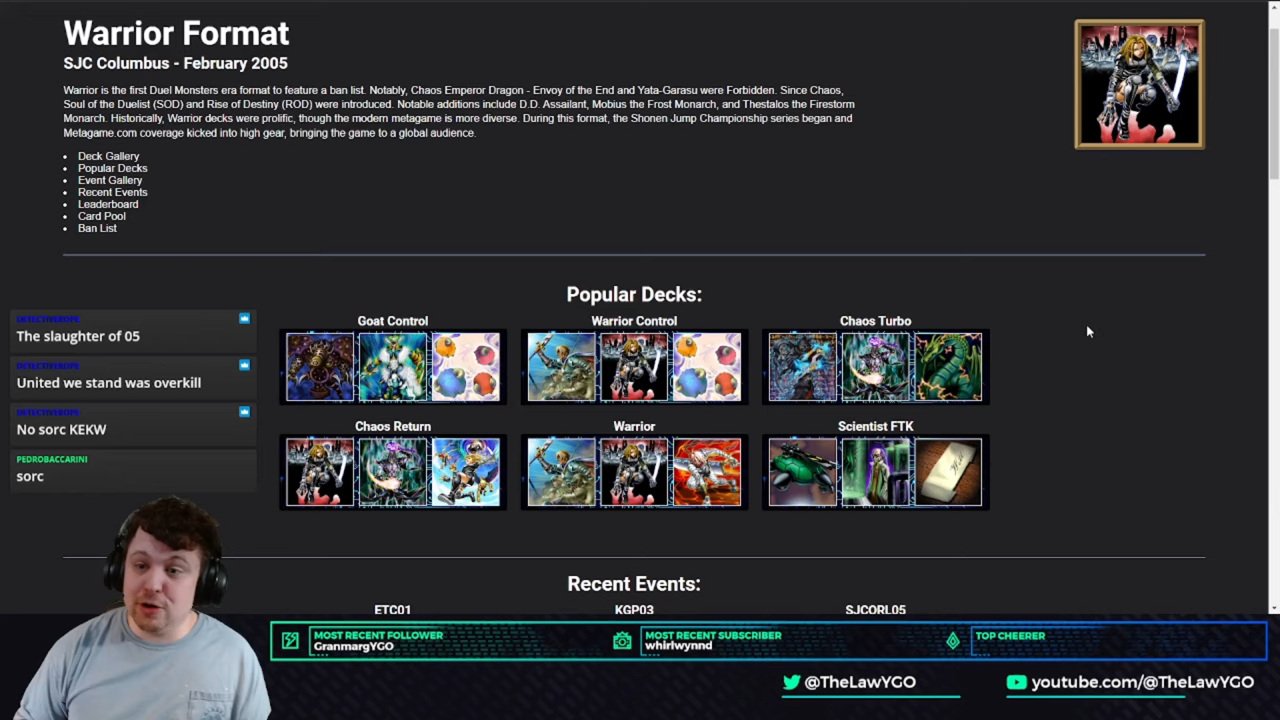 Warrior Format
SJC Columbus - February 2005
Warrior is the first Duel Monsters era format to feature a ban list. Notably, Chaos Emperor Dragon - Envoy of the End and Yata-Garasu were Forbidden. Since Chaos,
Soul of the Duelist (SOD) and Rise of Destiny (ROD) were introduced. Notable additions include D.D. Assailant, Mobius the Frost Monarch, and Thestalos the Firestorm
Monarch. Historically, Warrior decks were prolific, though the modern metagame is more diverse. During this format, the Shonen Jump Championship series began and
Metagame.com coverage kicked into high gear, bringing the game to a global audience.
• Deck Gallery
• Popular Decks
• Event Gallery
• Recent Events
• Leaderboard
• Card Pool
• Ban List
Popular Decks:
Goat Control
Warrior Control
Chaos Turbo
The slaughter of 05
United we stand was overkill
No sorc KEKW
PEDROBACCARINI
sorc
Chaos Return
Warrior
Scientist FTK
Recent Events:
ETC01
KGP03
SJCORL05
MOST RECENT FOLLOWER
GranmargYGO
MOST RECENT SUBSCRIBER
whirlwynnd
TOP CHEERER
@TheLawYGO
youtube.com/@TheLawYGO